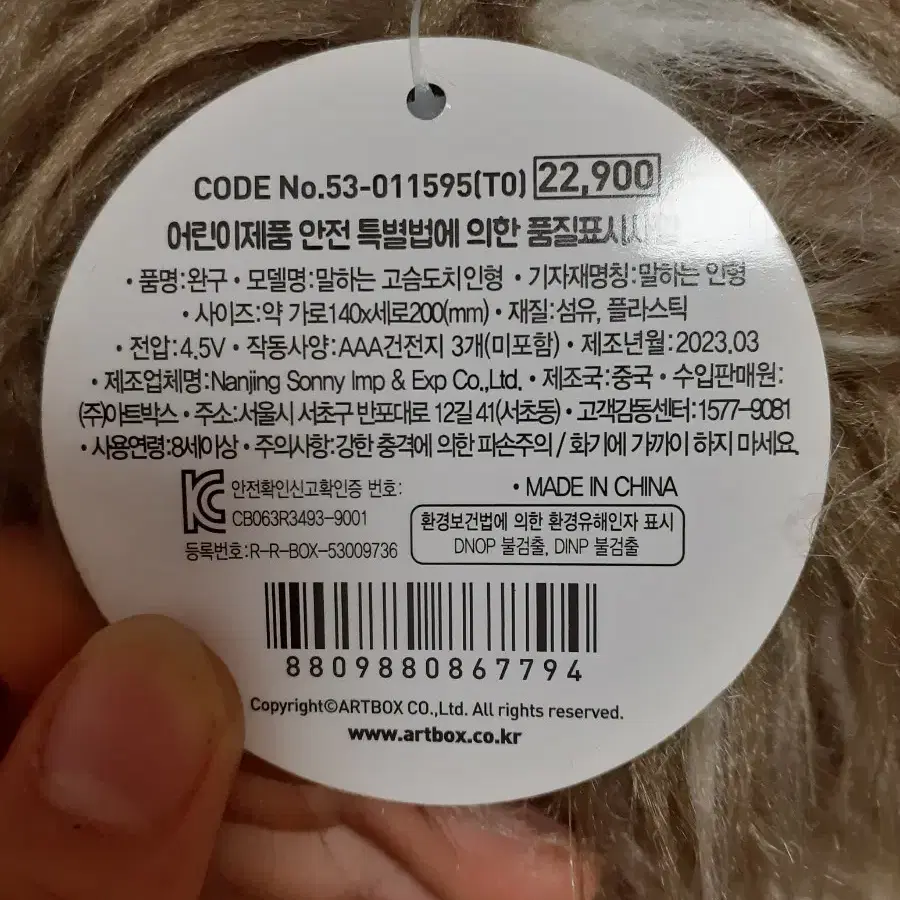 CODE No.53-011595(T0) 22,900
어린이제품 안전 특별법에 의한 품질표시사항
• 품명:완구 • 모델명:말하는 고슴도치인형 • 기자재명칭:말하는 인형
• 사이즈:약 가로140x세로200(mm) • 재질:섬유, 플라스틱
• 전압:4.5V • 작동사양:AAA건전지 3개(미포함) • 제조년월:2023.03
• 제조업체명:Nanjing Sonny Imp & Exp Co.,Ltd. • 제조국:중국 • 수입판매원:
(주)아트박스 • 주소:서울시 서초구 반포대로 12길 41(서초동) • 고객감동센터:1577-9081
• 사용연령:8세이상 • 주의사항:강한 충격에 의한 파손주의 / 화기에 가까이 하지 마세요.
안전확인신고확인증 번호:
CB063R3493-9001
등록번호:R-R-BOX-53009736
• MADE IN CHINA
환경보건법에 의한 환경유해인자 표시
DNOP 불검출, DINP 불검출
8809880867794
Copyright©ARTBOX CO.,Ltd. All rights reserved.
www.artbox.co.kr